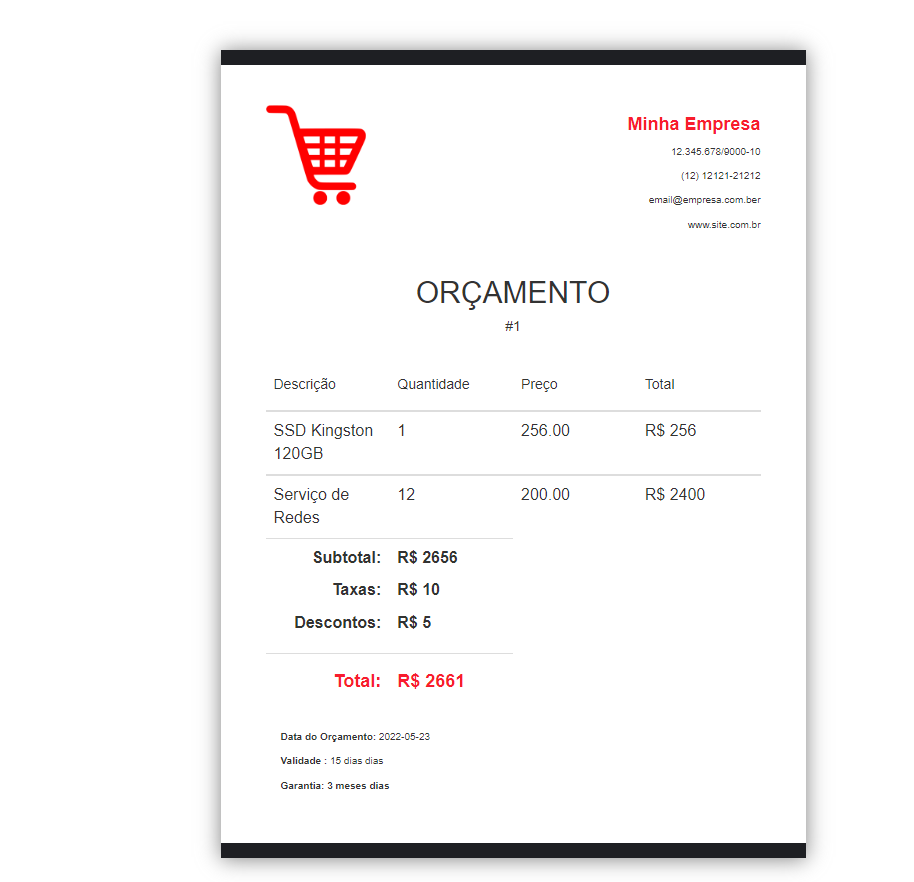 Minha Empresa
12.345.678/9000-10
(12) 12121-21212
email@empresa.com.ber
www.site.com.br
ORÇAMENTO
#1
Descrição Quantidade Preço Total
SSD Kingston 1 256.00 R$ 256
120GB
Serviço de 12 200.00 R$ 2400
Redes
Subtotal: R$ 2656
Taxas: R$ 10
Descontos: R$ 5
Total: R$ 2661
Data do Orçamento: 2022-05-23
Validade : 15 dias dias
Garantia: 3 meses dias